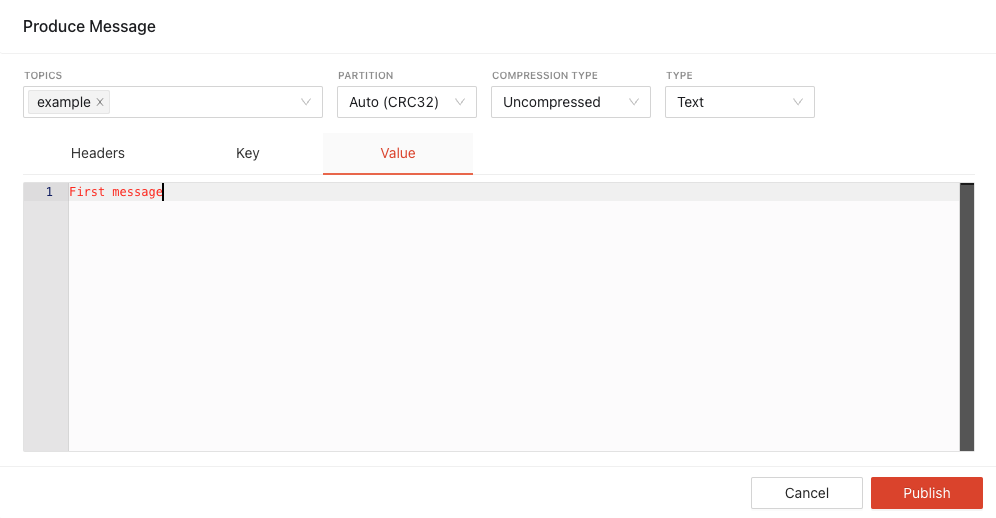 Produce Message
TOPICS PARTITION COMPRESSION TYPE TYPE
example × Auto (CRC32) Uncompressed Text
Headers Key Value
1 First message
Cancel Publish